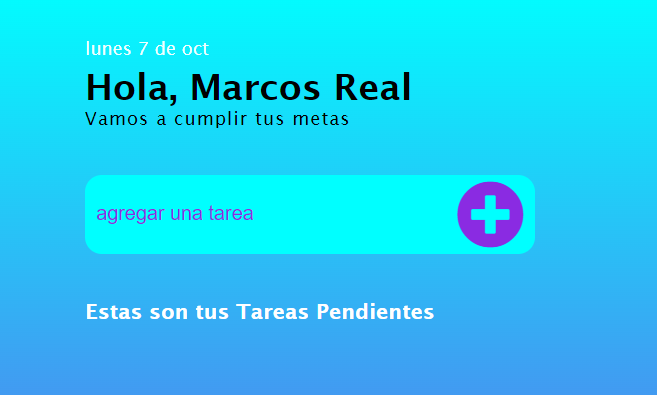 lunes 7 de oct
Hola, Marcos Real
Vamos a cumplir tus metas
agregar una tarea
Estas son tus Tareas Pendientes